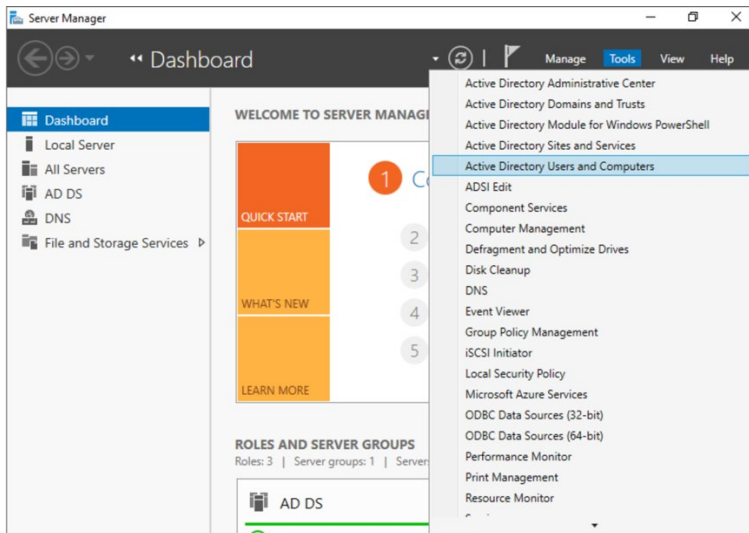 Server Manager
Dashboard
Manage Tools View Help
Dashboard
Local Server
All Servers
AD DS
DNS
File and Storage Services
WELCOME TO SERVER MANAG
QUICK START
WHAT'S NEW
LEARN MORE
1 Co
2
3
4
5
ROLES AND SERVER GROUPS
Roles: 3 | Server groups: 1 | Server
AD DS
Active Directory Administrative Center
Active Directory Domains and Trusts
Active Directory Module for Windows PowerShell
Active Directory Sites and Services
Active Directory Users and Computers
ADSI Edit
Component Services
Computer Management
Defragment and Optimize Drives
Disk Cleanup
DNS
Event Viewer
Group Policy Management
iSCSI Initiator
Local Security Policy
Microsoft Azure Services
ODBC Data Sources (32-bit)
ODBC Data Sources (64-bit)
Performance Monitor
Print Management
Resource Monitor